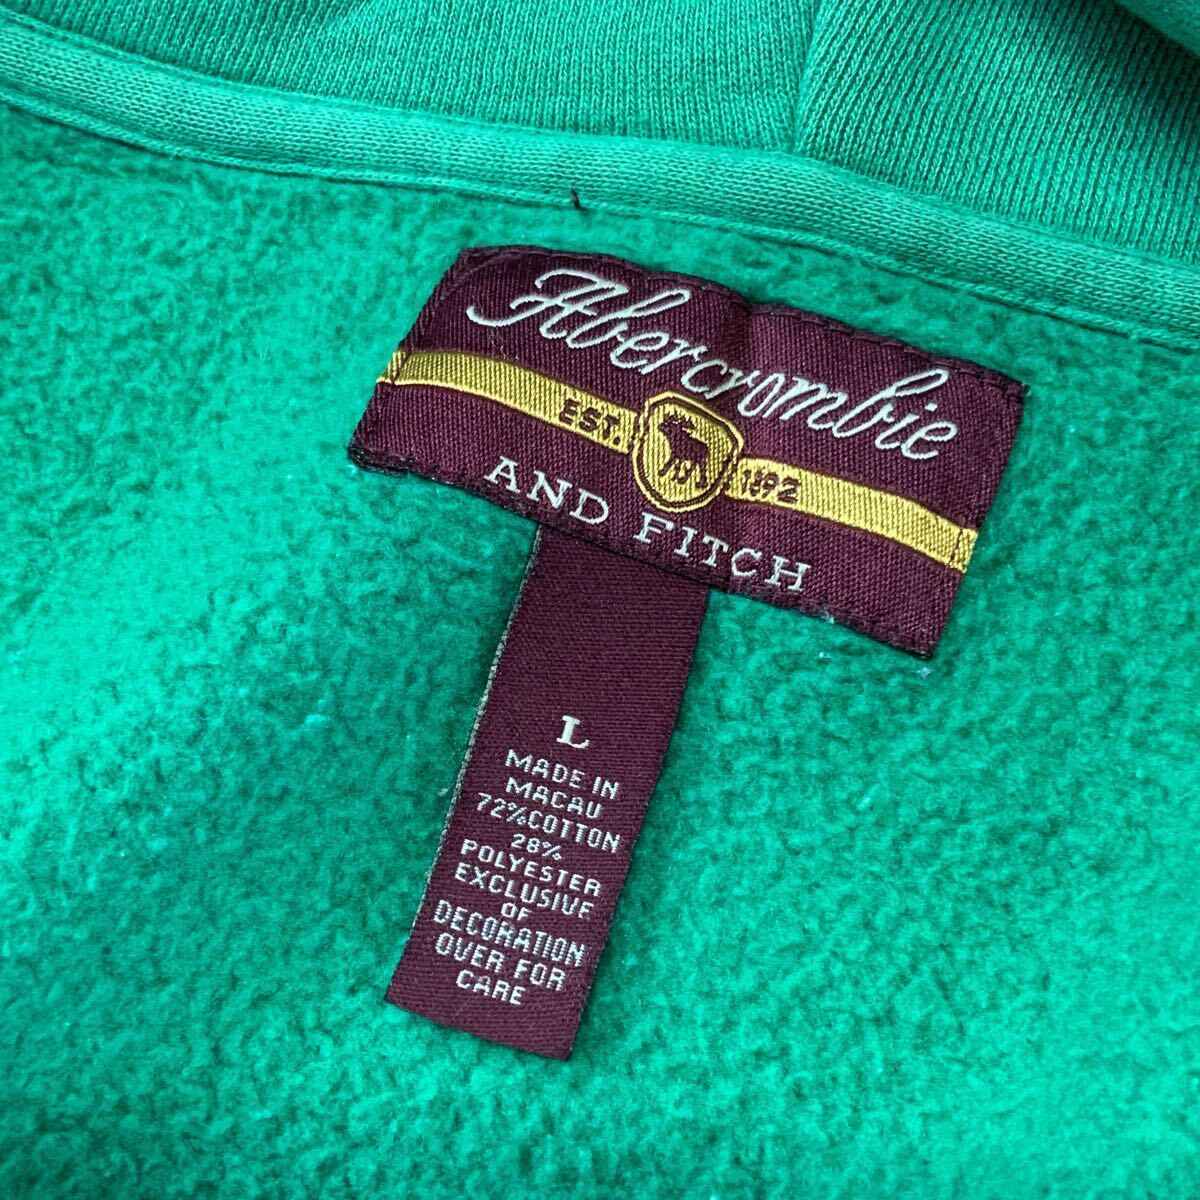 Abercrombie
EST. 1892
AND FITCH
L
MADE IN
MACAU
72%COTTON
28%
POLYESTER
EXCLUSIVE
OF
DECORATION
OVER FOR
CARE